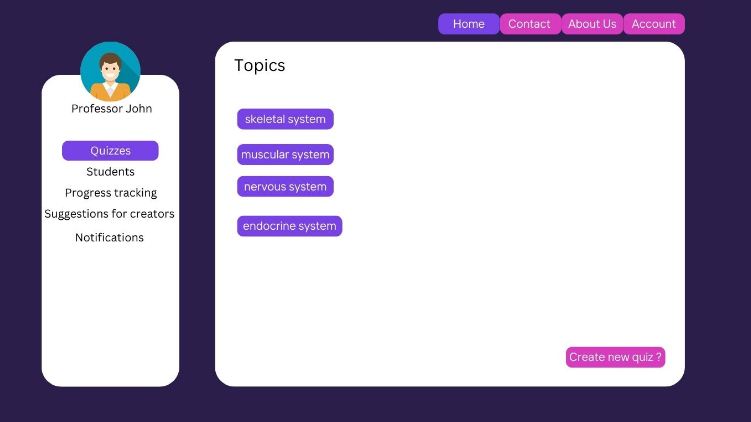 Home
Contact
About Us
Account
Professor John
Quizzes
Students
Progress tracking
Suggestions for creators
Notifications
Topics
skeletal system
muscular system
nervous system
endocrine system
Create new quiz ?